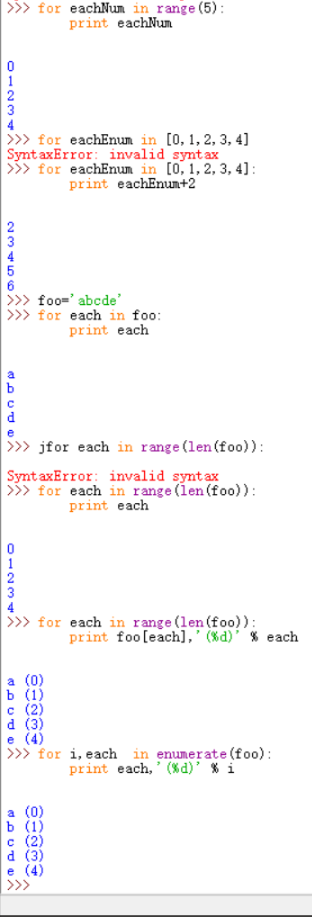 >>> for eachNum in range(5):
        print eachNum
0
1
2
3
4
>>> for eachEnum in [0,1,2,3,4]
SyntaxError: invalid syntax
>>> for eachEnum in [0,1,2,3,4]:
        print eachEnum+2
2
3
4
5
6
>>> foo='abcde'
>>> for each in foo:
        print each
a
b
c
d
e
>>> jfor each in range(len(foo)):
SyntaxError: invalid syntax
>>> for each in range(len(foo)):
        print each
0
1
2
3
4
>>> for each in range(len(foo)):
        print foo[each],'(%d)' % each
a (0)
b (1)
c (2)
d (3)
e (4)
>>> for i,each  in enumerate(foo):
        print each,'(%d)' % i
a (0)
b (1)
c (2)
d (3)
e (4)
>>>